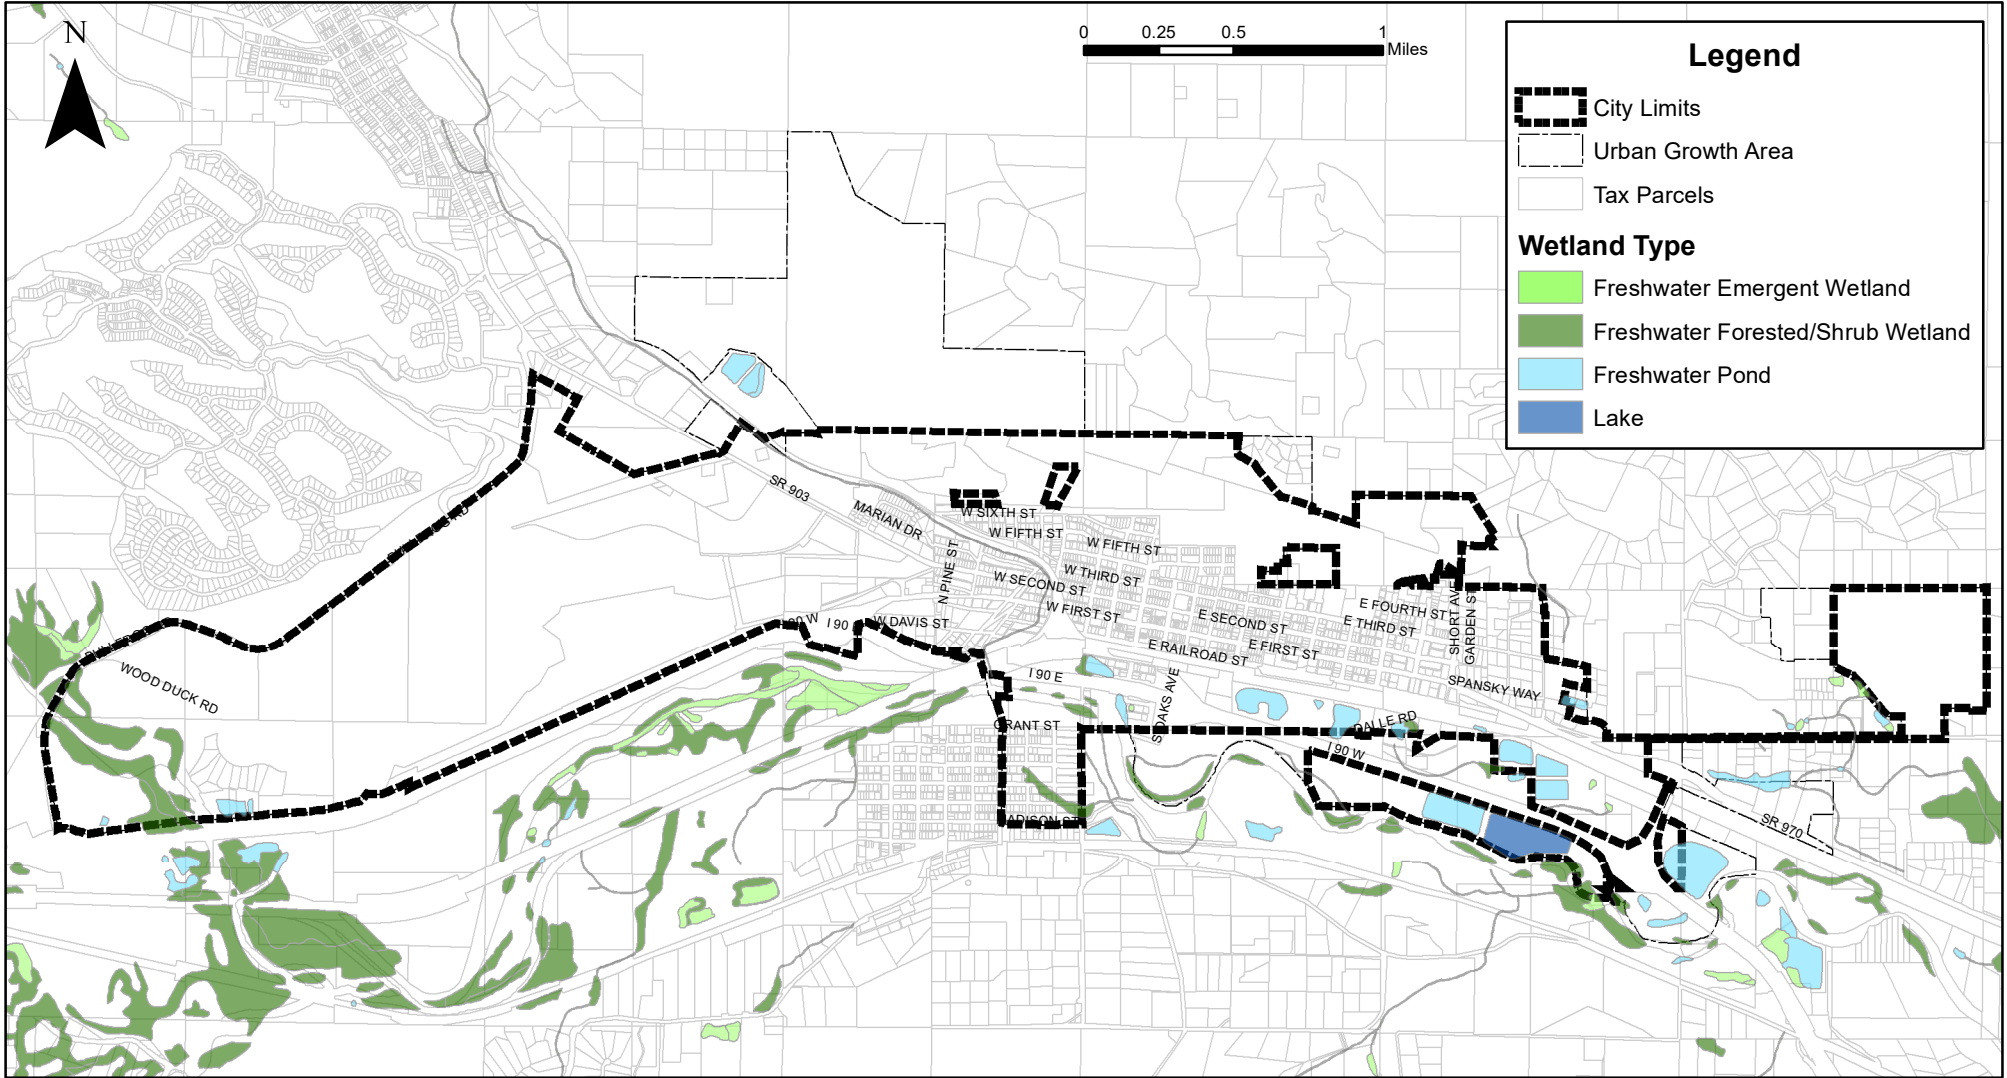 N
0 0.25 0.5 1
Miles
Legend
City Limits
Urban Growth Area
Tax Parcels
Wetland Type
Freshwater Emergent Wetland
Freshwater Forested/Shrub Wetland
Freshwater Pond
Lake
SR 903
MARIAN DR
W SIXTH ST
W FIFTH ST
W FIFTH ST
N PINE ST
W THIRD ST
W SECOND ST
W FIRST ST
W DAVIS ST
I 90
E SECOND ST
E FOURTH ST
E THIRD ST
E FIRST ST
SHORT AVE
GARDEN ST
E RAILROAD ST
I 90 E
SPANSKY WAY
WOOD DUCK RD
OAKS AVE
DALLE RD
I 90 W
SR 970